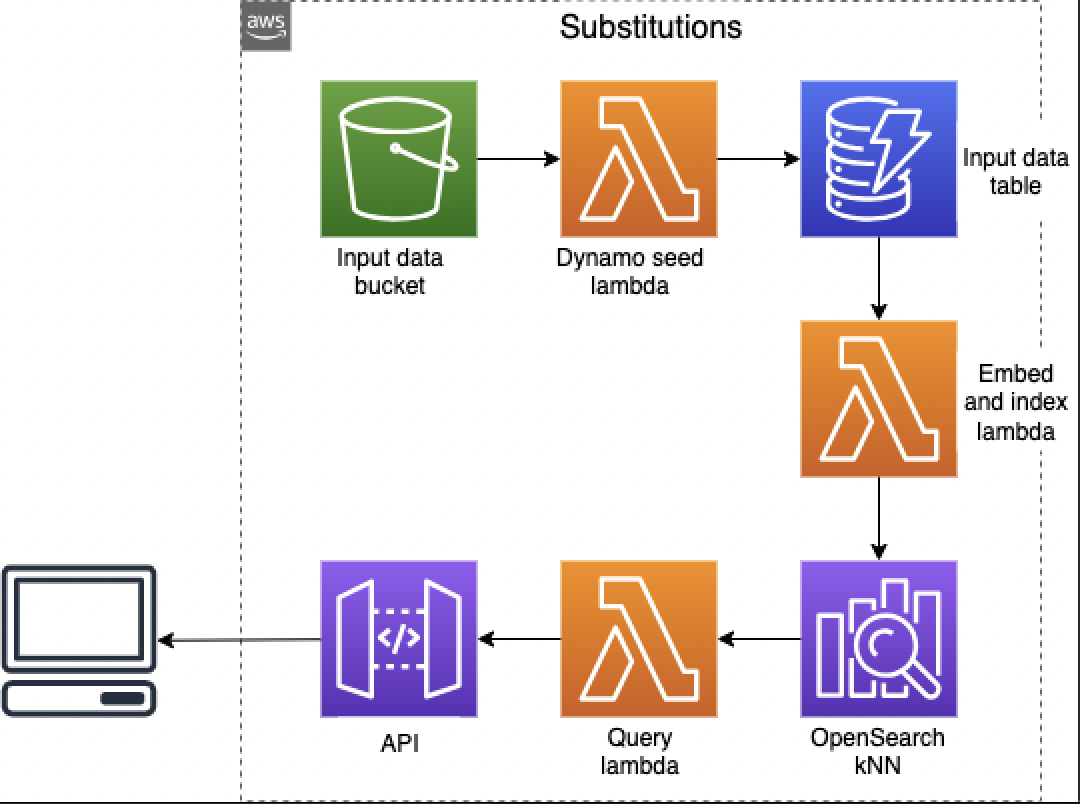 aws
Substitutions
Input data
bucket
Dynamo seed
lambda
Input data
table
Embed
and index
lambda
</>
API
Query
lambda
OpenSearch
kNN